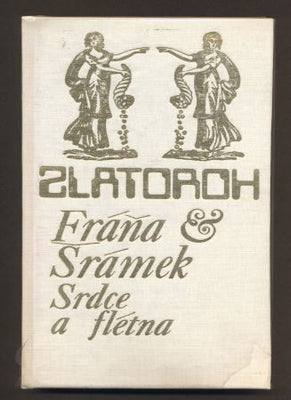 ZLATOROH
Fráňa &
Šrámek
Srdce
a flétna